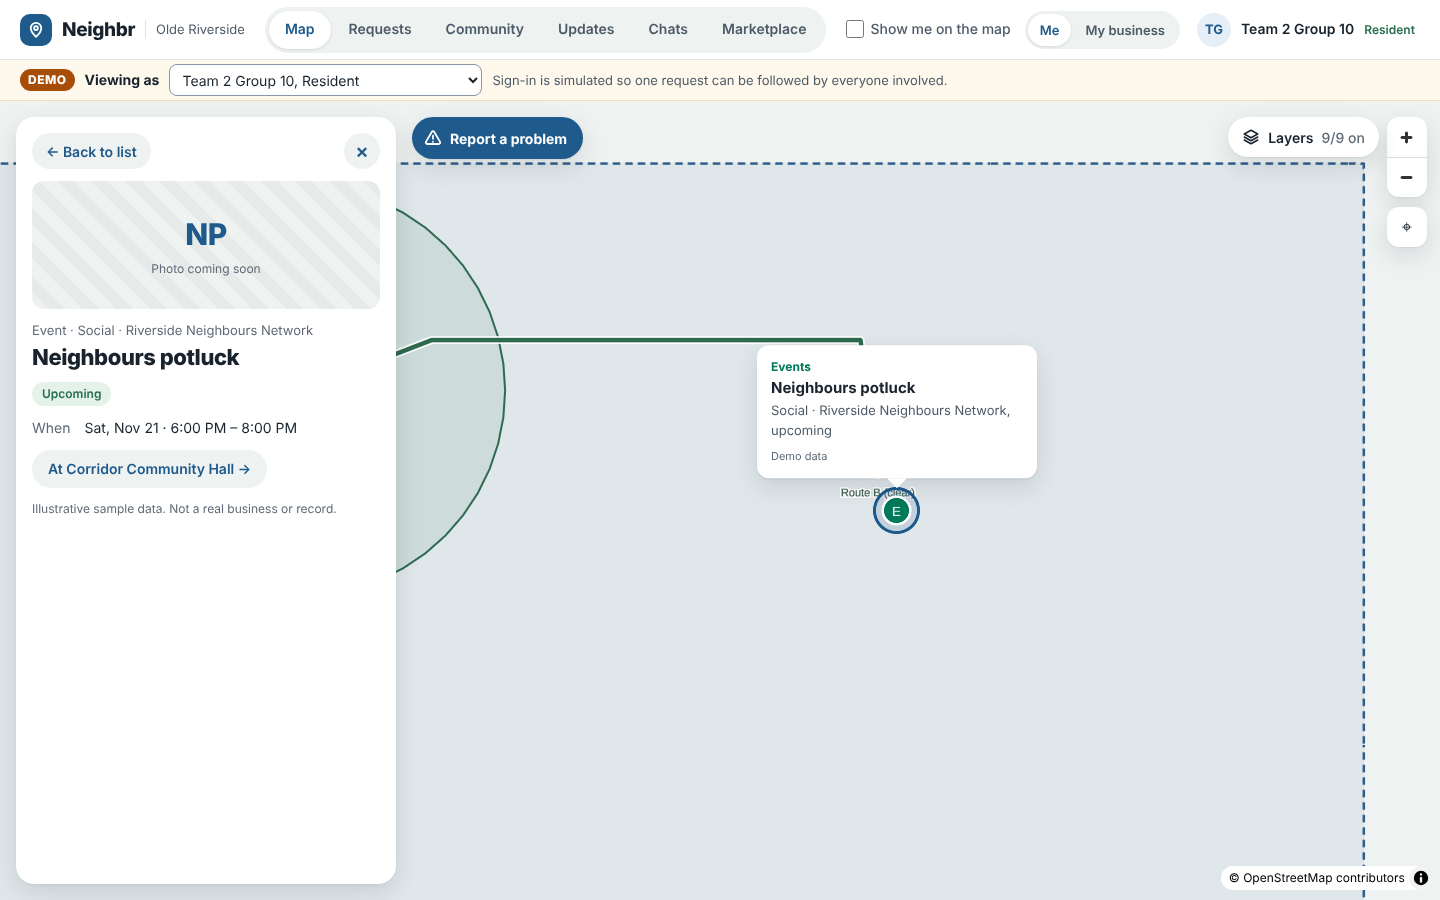 Neighbr
Olde Riverside
Map
Requests
Community
Updates
Chats
Marketplace
Show me on the map
Me
My business
TG
Team 2 Group 10
Resident
DEMO
Viewing as
Team 2 Group 10, Resident
Sign-in is simulated so one request can be followed by everyone involved.
← Back to list
×
NP
Photo coming soon
Event · Social · Riverside Neighbours Network
Neighbours potluck
Upcoming
When Sat, Nov 21 · 6:00 PM – 8:00 PM
At Corridor Community Hall →
Illustrative sample data. Not a real business or record.
Report a problem
Layers 9/9 on
+
−
Events
Neighbours potluck
Social · Riverside Neighbours Network,
upcoming
Demo data
Route B (clear)
E
© OpenStreetMap contributors